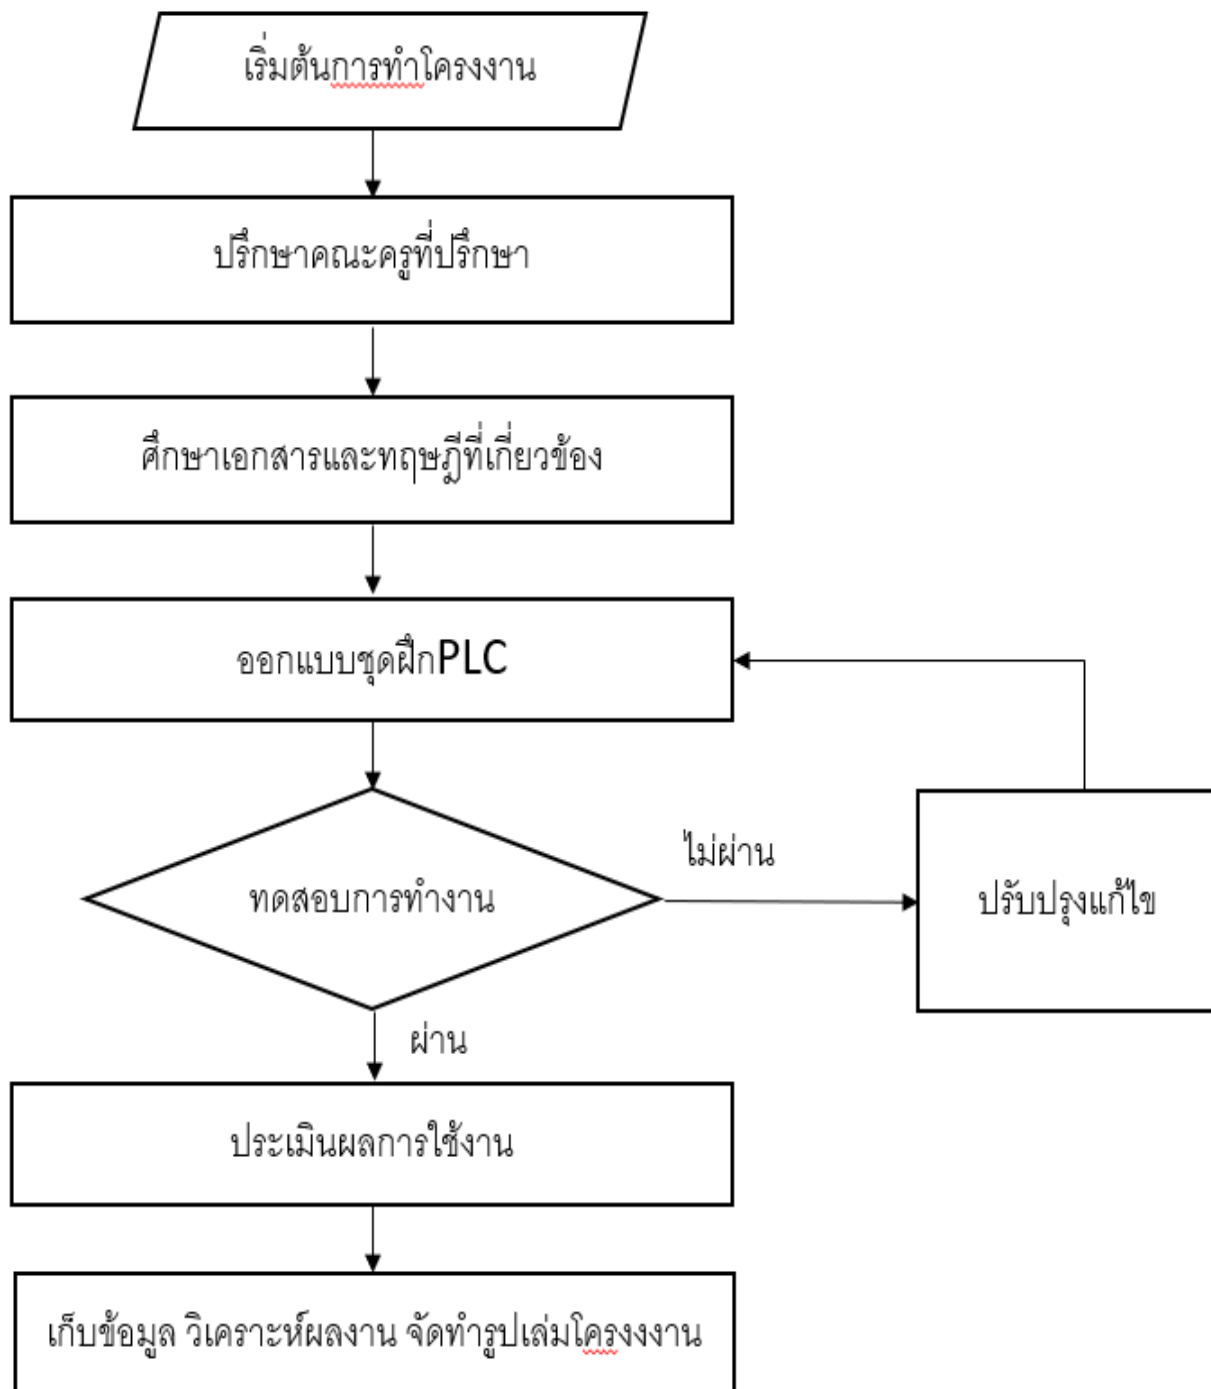 เริ่มต้นการทำโครงงาน
ปรึกษาคณะครูที่ปรึกษา
ศึกษาเอกสารและทฤษฎีที่เกี่ยวข้อง
ออกแบบชุดฝึกPLC
ทดสอบการทำงาน
ไม่ผ่าน
ปรับปรุงแก้ไข
ผ่าน
ประเมินผลการใช้งาน
เก็บข้อมูล วิเคราะห์ผลงาน จัดทำรูปเล่มโครงงงาน